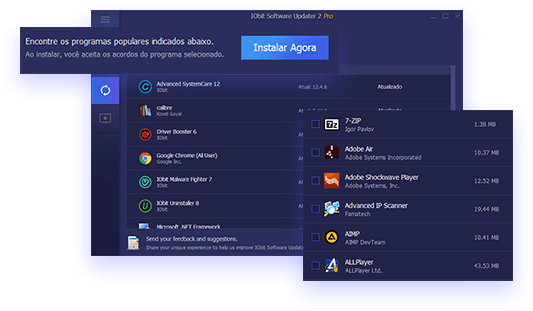 IObit Software Updater 2 Pro
Encontre os programas populares indicados abaixo.
Ao instalar, você aceita os acordos do programa selecionado.
Instalar Agora
Advanced SystemCare 12
IObit
Atual: 12.4.8
Atualizado
calibre
Kovid Goyal
Atualizado
Driver Booster 6
IObit
Google Chrome (All User)
Google Inc.
IObit Malware Fighter 7
IObit
IObit Uninstaller 8
IObit
Microsoft .NET Framework
Send your feedback and suggestions.
Share your unique experience to help us improve IObit Software Update
7-ZIP
Igor Pavlov
1.38 MB
Adobe Air
Adobe Systems Incorporated
10.37 MB
Adobe Shockwave Player
Adobe Systems, Inc.
12.52 MB
Advanced IP Scanner
Famatech
19.44 MB
AIMP
AIMP DevTeam
10.41 MB
ALLPlayer
ALLPlayer Ltd.
43.53 MB